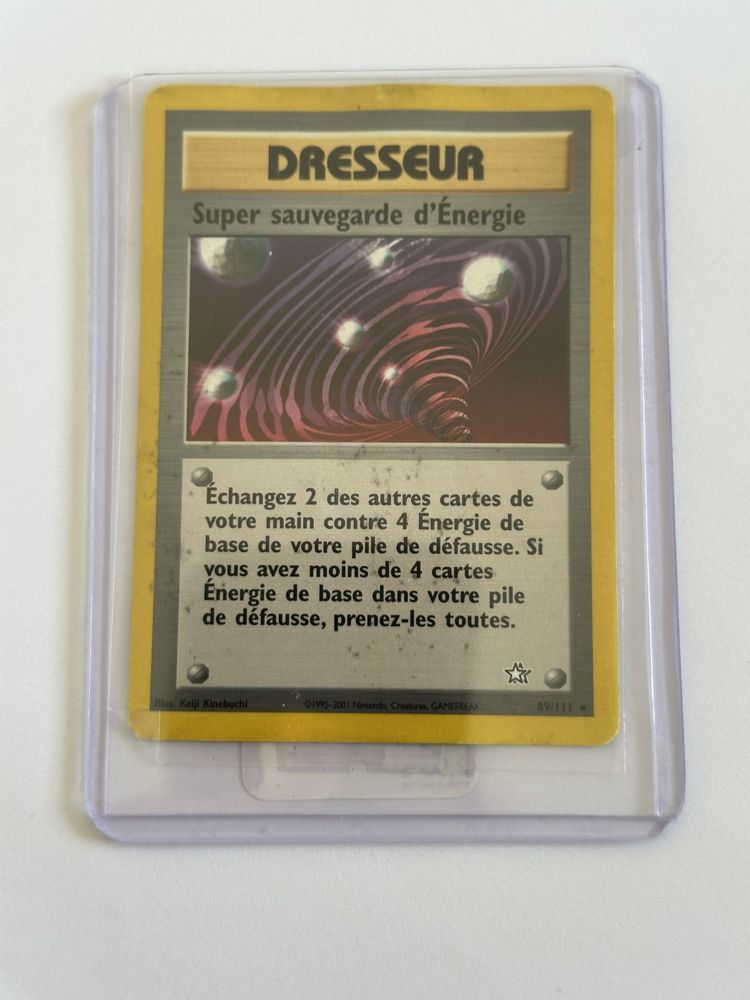 DRESSEUR
Super sauvegarde d'Énergie
Échangez 2 des autres cartes de
votre main contre 4 Énergie de
base de votre pile de défausse. Si
vous avez moins de 4 cartes
Énergie de base dans votre pile
de défausse, prenez-les toutes.
Illus. Keiji Kinebuchi ©1995-2001 Nintendo, Creatures, GAMEFREAK 89/111 ★